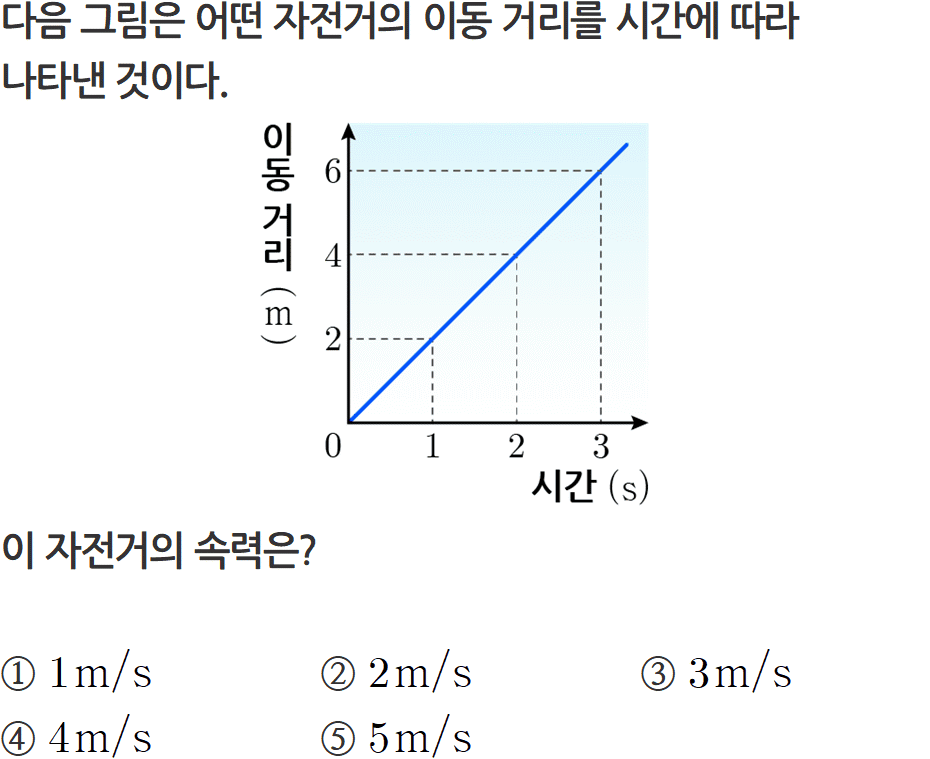 다음 그림은 어떤 자전거의 이동 거리를 시간에 따라
나타낸 것이다.
이동 거리 (m)
6
4
2
0 1 2 3
시간 (s)
이 자전거의 속력은?
① 1m/s ② 2m/s ③ 3m/s
④ 4m/s ⑤ 5m/s